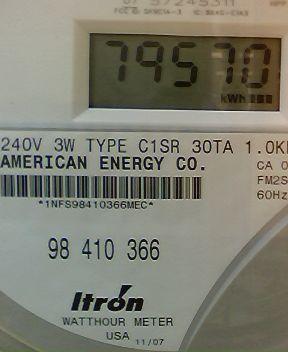 79570
kWh
240V 3W TYPE C1SR 30TA 1.0K
AMERICAN ENERGY CO.
CA 0
FM2S
60Hz
*1NFS98410366MEC*
98 410 366
Itron
WATTHOUR METER
USA 11/07